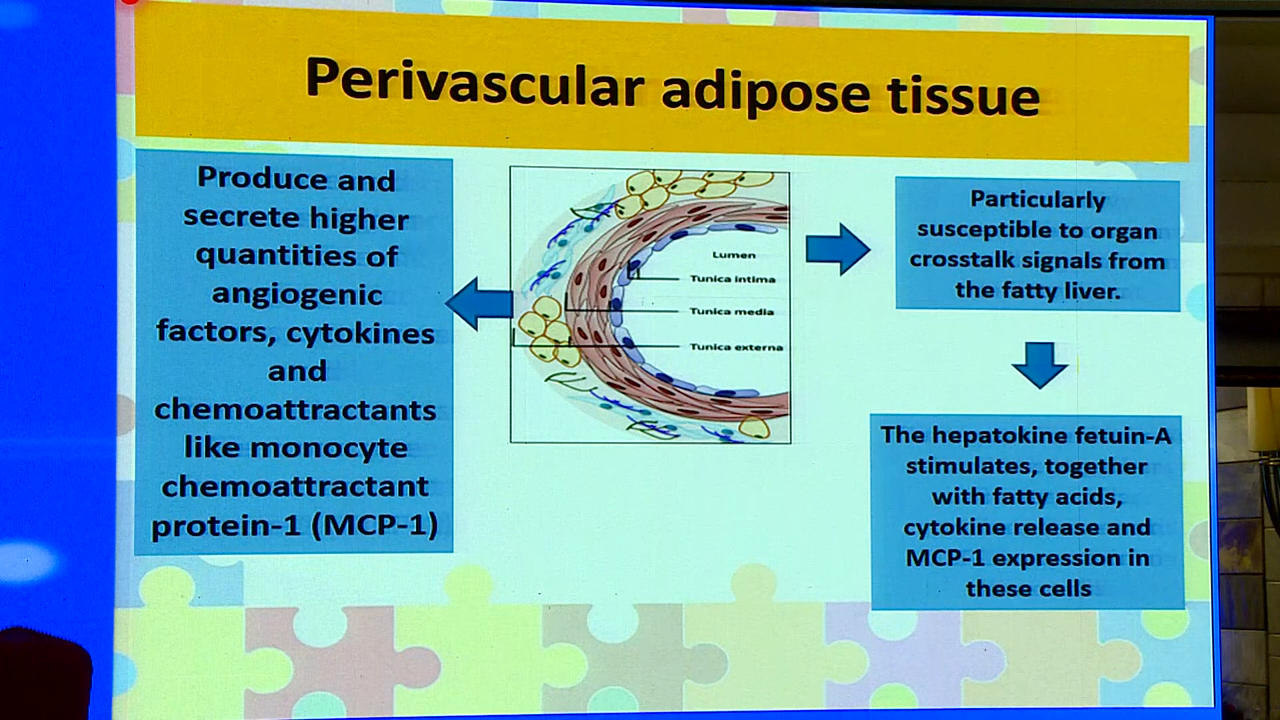 Perivascular adipose tissue
Produce and
secrete higher
quantities of
angiogenic
factors, cytokines
and
chemoattractants
like monocyte
chemoattractant
protein-1 (MCP-1)
Lumen
Tunica intima
Tunica media
Tunica externa
Particularly
susceptible to organ
crosstalk signals from
the fatty liver.
The hepatokine fetuin-A
stimulates, together
with fatty acids,
cytokine release and
MCP-1 expression in
these cells